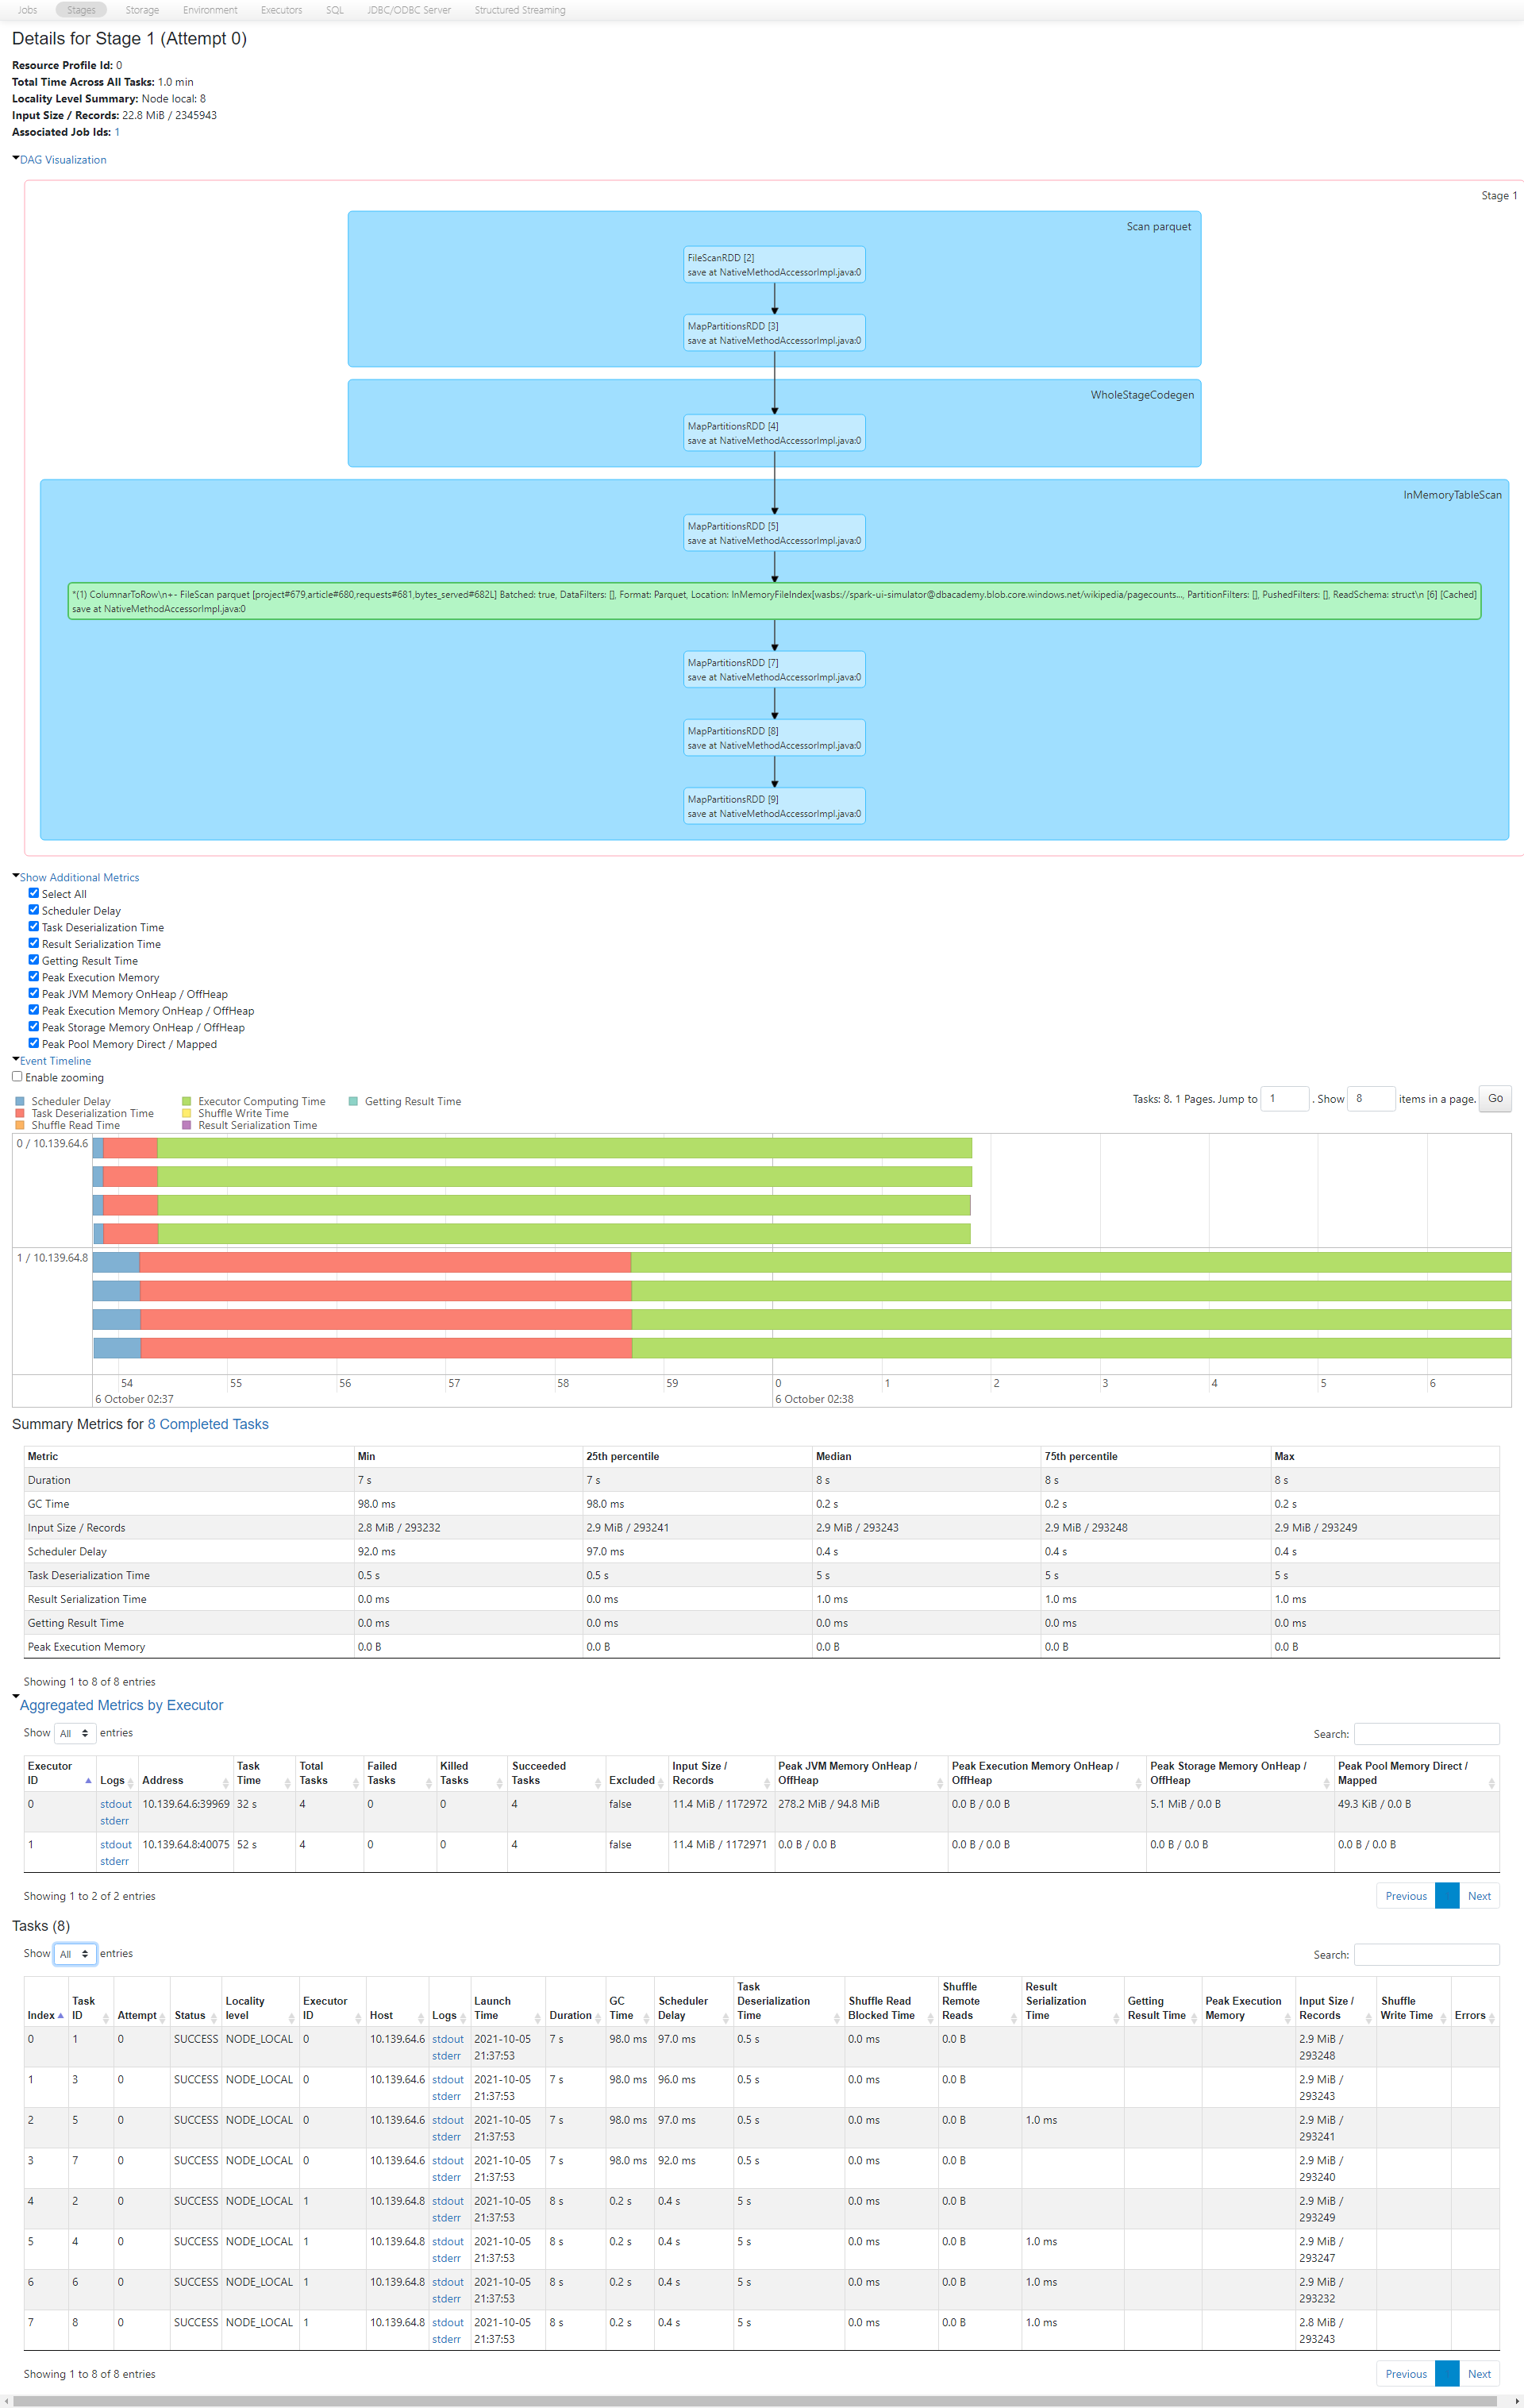 Jobs Stages Storage Environment Executors SQL JDBC/ODBC Server Structured Streaming
Details for Stage 1 (Attempt 0)
Resource Profile Id: 0
Total Time Across All Tasks: 1.0 min
Locality Level Summary: Node local: 8
Input Size / Records: 22.8 MiB / 2345943
Associated Job Ids: 1
DAG Visualization
Stage 1
Scan parquet
FileScanRDD [2]
save at NativeMethodAccessorImpl.java:0
MapPartitionsRDD [3]
save at NativeMethodAccessorImpl.java:0
WholeStageCodegen
MapPartitionsRDD [4]
save at NativeMethodAccessorImpl.java:0
InMemoryTableScan
MapPartitionsRDD [5]
save at NativeMethodAccessorImpl.java:0
*(1) ColumnarToRow\n+- FileScan parquet [project#679,article#680,requests#681,bytes_served#682L] Batched: true, DataFilters: [], Format: Parquet, Location: InMemoryFileIndex[wasbs://spark-ui-simulator@dbacademy.blob.core.windows.net/wikipedia/pagecounts..., PartitionFilters: [], PushedFilters: [], ReadSchema: struct\n [6] [Cached]
save at NativeMethodAccessorImpl.java:0
MapPartitionsRDD [7]
save at NativeMethodAccessorImpl.java:0
MapPartitionsRDD [8]
save at NativeMethodAccessorImpl.java:0
MapPartitionsRDD [9]
save at NativeMethodAccessorImpl.java:0
Show Additional Metrics
Select All
Scheduler Delay
Task Deserialization Time
Result Serialization Time
Getting Result Time
Peak Execution Memory
Peak JVM Memory OnHeap / OffHeap
Peak Execution Memory OnHeap / OffHeap
Peak Storage Memory OnHeap / OffHeap
Peak Pool Memory Direct / Mapped
Event Timeline
Enable zooming
Scheduler Delay Executor Computing Time Getting Result Time
Task Deserialization Time Shuffle Write Time
Shuffle Read Time Result Serialization Time
Tasks: 8. 1 Pages. Jump to 1 . Show 8 items in a page. Go
0 / 10.139.64.6
1 / 10.139.64.8
54 55 56 57 58 59 0 1 2 3 4 5 6
6 October 02:37 6 October 02:38
Summary Metrics for 8 Completed Tasks
Metric Min 25th percentile Median 75th percentile Max
Duration 7 s 7 s 8 s 8 s 8 s
GC Time 98.0 ms 98.0 ms 0.2 s 0.2 s 0.2 s
Input Size / Records 2.8 MiB / 293232 2.9 MiB / 293241 2.9 MiB / 293243 2.9 MiB / 293248 2.9 MiB / 293249
Scheduler Delay 92.0 ms 97.0 ms 0.4 s 0.4 s 0.4 s
Task Deserialization Time 0.5 s 0.5 s 5 s 5 s 5 s
Result Serialization Time 0.0 ms 0.0 ms 1.0 ms 1.0 ms 1.0 ms
Getting Result Time 0.0 ms 0.0 ms 0.0 ms 0.0 ms 0.0 ms
Peak Execution Memory 0.0 B 0.0 B 0.0 B 0.0 B 0.0 B
Showing 1 to 8 of 8 entries
Aggregated Metrics by Executor
Show All entries Search:
Executor ID Logs Address Task Time Total Tasks Failed Tasks Killed Tasks Succeeded Tasks Excluded Input Size / Records Peak JVM Memory OnHeap / OffHeap Peak Execution Memory OnHeap / OffHeap Peak Storage Memory OnHeap / OffHeap Peak Pool Memory Direct / Mapped
0 stdout stderr 10.139.64.6:39969 32 s 4 0 0 4 false 11.4 MiB / 1172972 278.2 MiB / 94.8 MiB 0.0 B / 0.0 B 5.1 MiB / 0.0 B 49.3 KiB / 0.0 B
1 stdout stderr 10.139.64.8:40075 52 s 4 0 0 4 false 11.4 MiB / 1172971 0.0 B / 0.0 B 0.0 B / 0.0 B 0.0 B / 0.0 B 0.0 B / 0.0 B
Showing 1 to 2 of 2 entries Previous Next
Tasks (8)
Show All entries Search:
Index Task ID Attempt Status Locality level Executor ID Host Logs Launch Time Duration GC Time Scheduler Delay Task Deserialization Time Shuffle Read Blocked Time Shuffle Remote Reads Result Serialization Time Getting Result Time Peak Execution Memory Input Size / Records Shuffle Write Time Errors
0 1 0 SUCCESS NODE_LOCAL 0 10.139.64.6 stdout stderr 2021-10-05 21:37:53 7 s 98.0 ms 97.0 ms 0.5 s 0.0 ms 0.0 B 2.9 MiB / 293248
1 3 0 SUCCESS NODE_LOCAL 0 10.139.64.6 stdout stderr 2021-10-05 21:37:53 7 s 98.0 ms 96.0 ms 0.5 s 0.0 ms 0.0 B 2.9 MiB / 293243
2 5 0 SUCCESS NODE_LOCAL 0 10.139.64.6 stdout stderr 2021-10-05 21:37:53 7 s 98.0 ms 97.0 ms 0.5 s 0.0 ms 0.0 B 1.0 ms 2.9 MiB / 293241
3 7 0 SUCCESS NODE_LOCAL 0 10.139.64.6 stdout stderr 2021-10-05 21:37:53 7 s 98.0 ms 92.0 ms 0.5 s 0.0 ms 0.0 B 2.9 MiB / 293240
4 2 0 SUCCESS NODE_LOCAL 1 10.139.64.8 stdout stderr 2021-10-05 21:37:53 8 s 0.2 s 0.4 s 5 s 0.0 ms 0.0 B 2.9 MiB / 293249
5 4 0 SUCCESS NODE_LOCAL 1 10.139.64.8 stdout stderr 2021-10-05 21:37:53 8 s 0.2 s 0.4 s 5 s 0.0 ms 0.0 B 1.0 ms 2.9 MiB / 293247
6 6 0 SUCCESS NODE_LOCAL 1 10.139.64.8 stdout stderr 2021-10-05 21:37:53 8 s 0.2 s 0.4 s 5 s 0.0 ms 0.0 B 1.0 ms 2.9 MiB / 293232
7 8 0 SUCCESS NODE_LOCAL 1 10.139.64.8 stdout stderr 2021-10-05 21:37:53 8 s 0.2 s 0.4 s 5 s 0.0 ms 0.0 B 1.0 ms 2.8 MiB / 293243
Showing 1 to 8 of 8 entries Previous Next